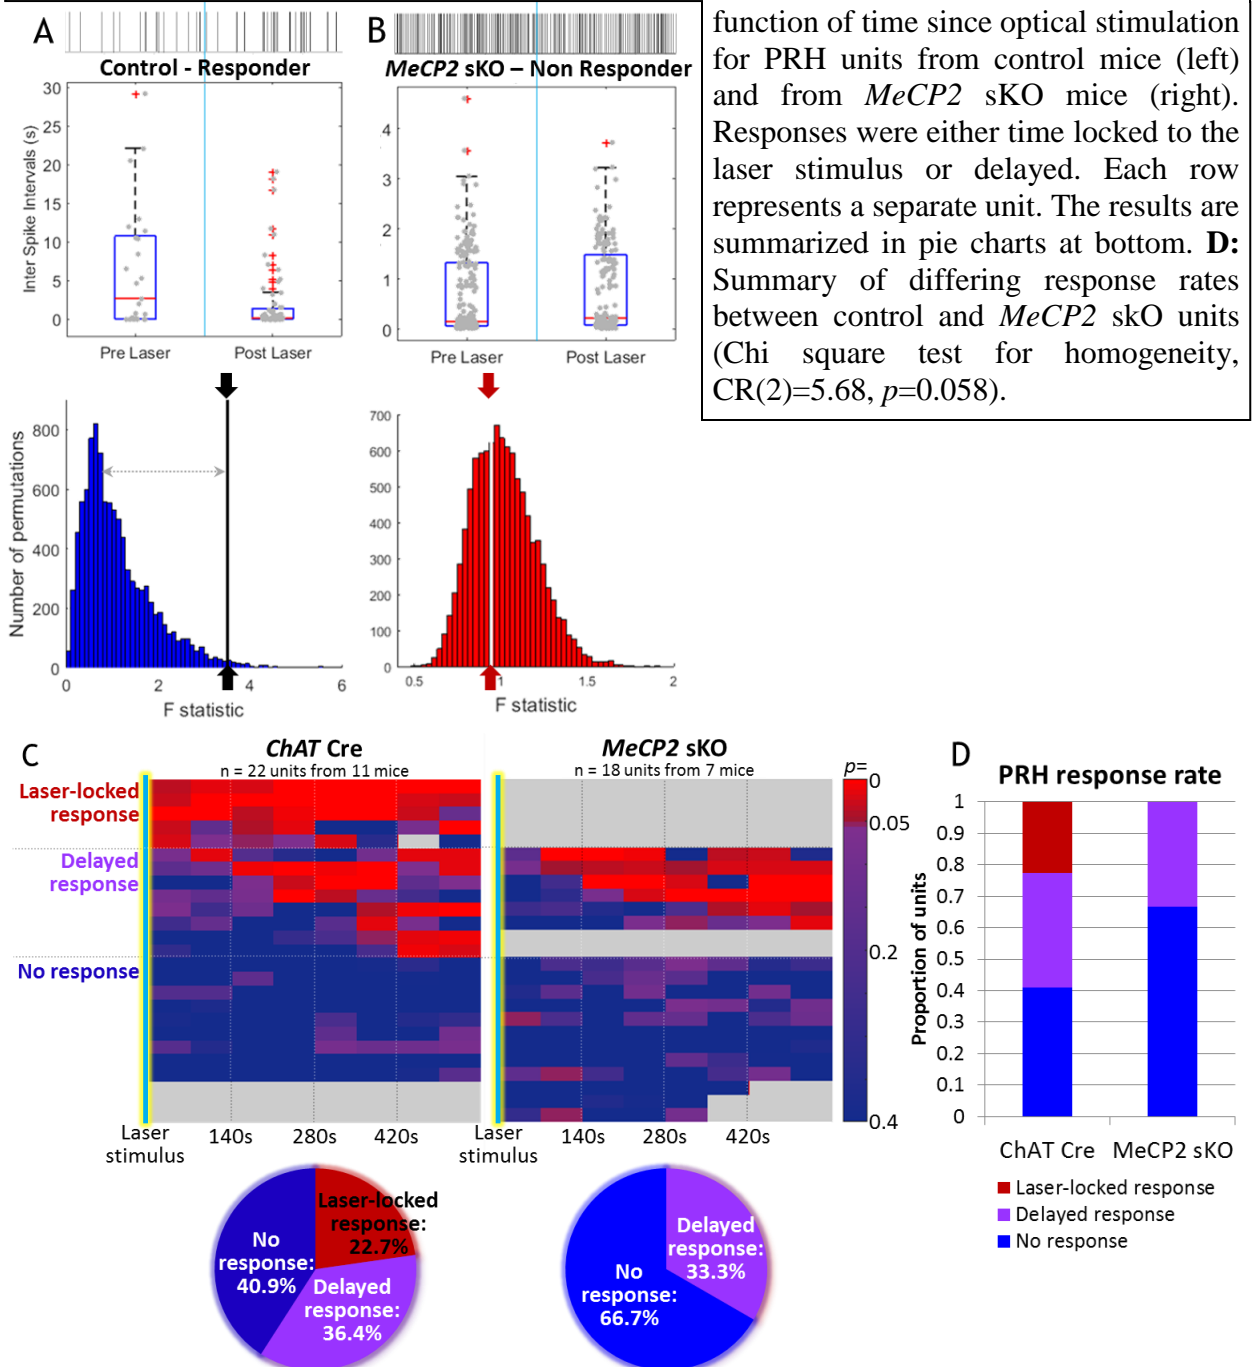 function of time since optical stimulation
for PRH units from control mice (left)
and from MeCP2 sKO mice (right).
Responses were either time locked to the
laser stimulus or delayed. Each row
represents a separate unit. The results are
summarized in pie charts at bottom. D:
Summary of differing response rates
between control and MeCP2 skO units
(Chi square test for homogeneity,
CR(2)=5.68, p=0.058).
A
Control - Responder
30
25
20
15
10
5
0
Inter Spike Intervals (s)
Pre Laser
Post Laser
B
MeCP2 sKO – Non Responder
4
3
2
1
0
Pre Laser
Post Laser
800
600
400
200
0
Number of permutations
0
2
4
6
F statistic
700
600
500
400
300
200
100
0
0.5
1
1.5
2
F statistic
C
ChAT Cre
n = 22 units from 11 mice
MeCP2 sKO
n = 18 units from 7 mice
Laser-locked
response
Delayed
response
No response
Laser
stimulus
140s
280s
420s
Laser
stimulus
140s
280s
420s
p=
0
0.05
0.2
0.4
Laser-locked
response:
22.7%
No
response:
40.9%
Delayed
response:
36.4%
Delayed
response:
33.3%
No
response:
66.7%
D
PRH response rate
1
0.9
0.8
0.7
0.6
0.5
0.4
0.3
0.2
0.1
0
Proportion of units
ChAT Cre
MeCP2 sKO
Laser-locked response
Delayed response
No response